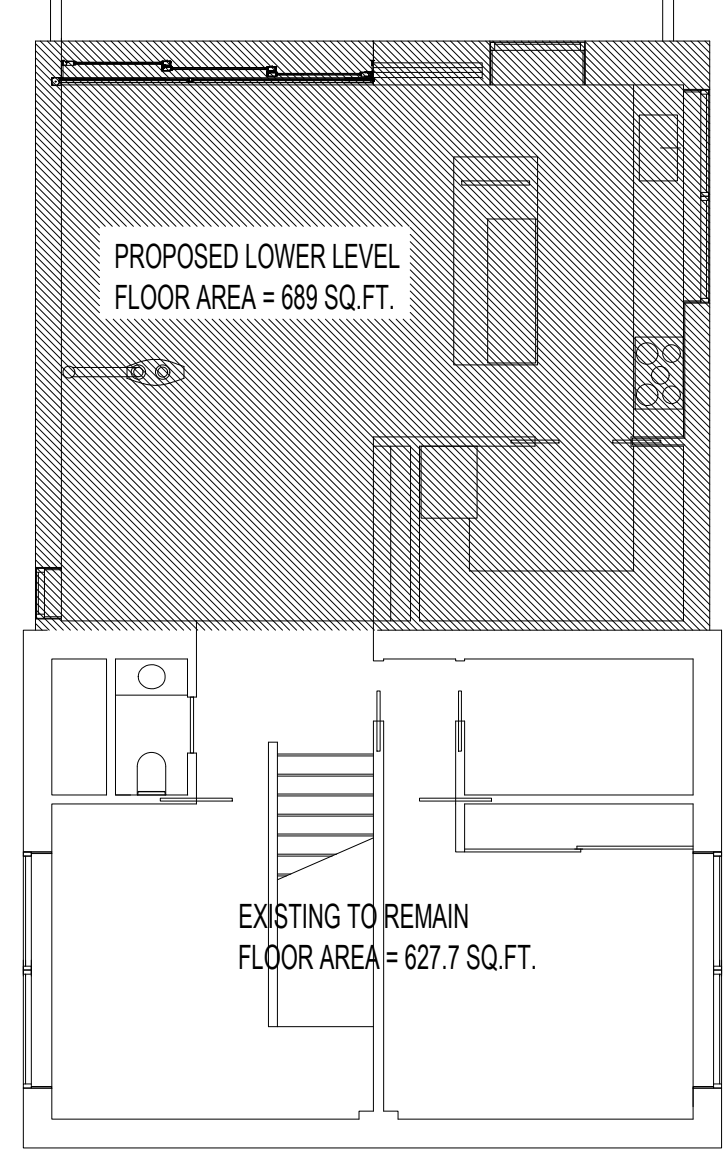 PROPOSED LOWER LEVEL
FLOOR AREA = 689 SQ.FT.
EXISTING TO REMAIN
FLOOR AREA = 627.7 SQ.FT.